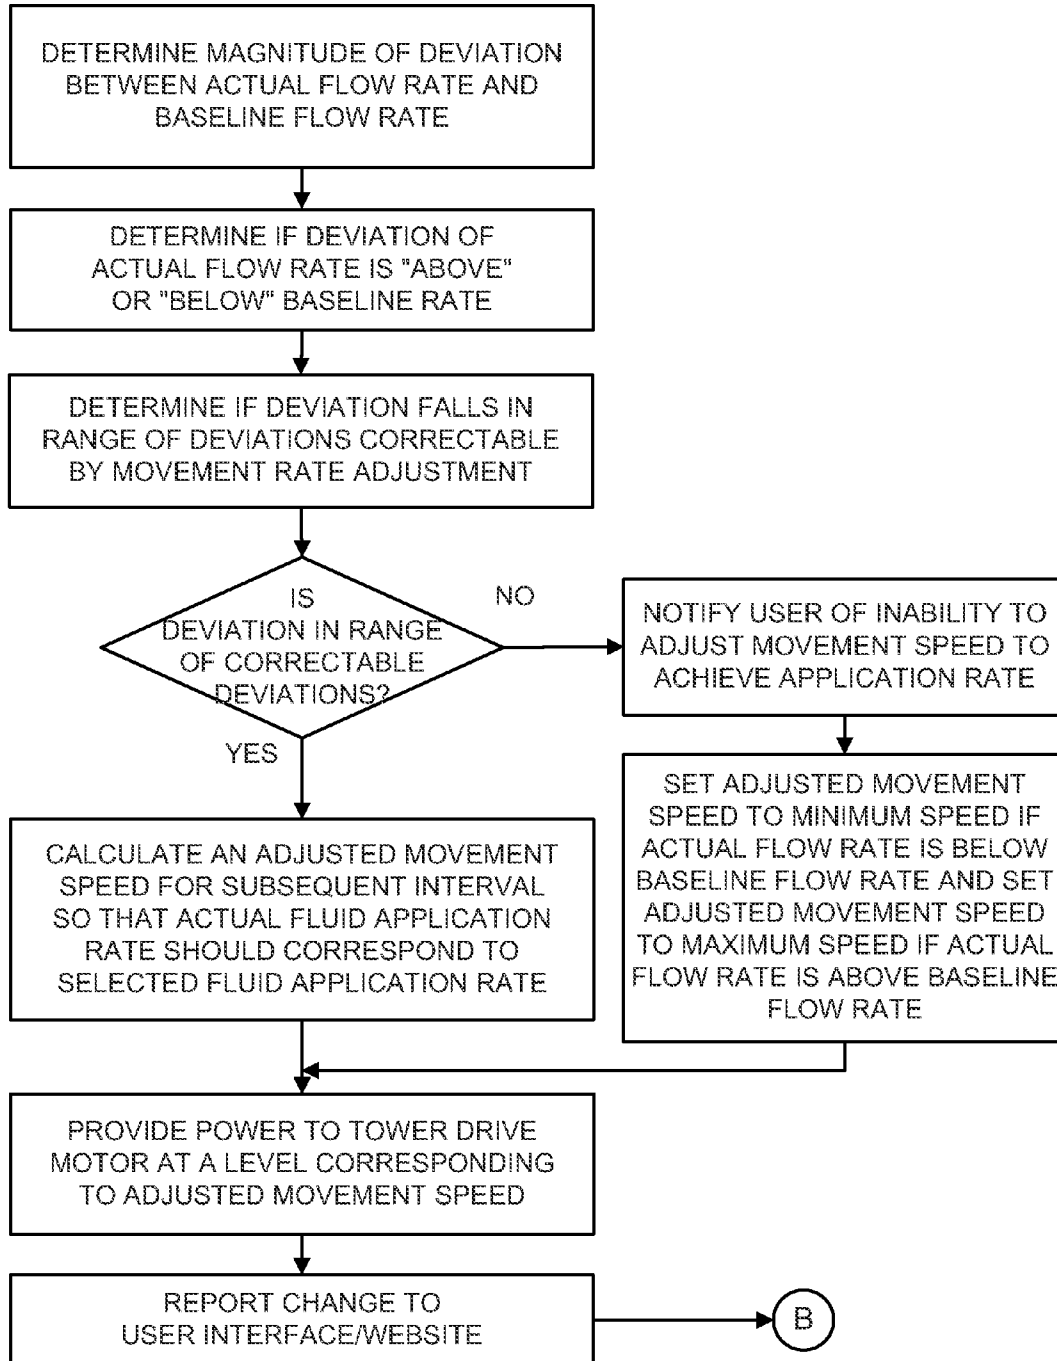 DETERMINE MAGNITUDE OF DEVIATION
BETWEEN ACTUAL FLOW RATE AND
BASELINE FLOW RATE
DETERMINE IF DEVIATION OF
ACTUAL FLOW RATE IS "ABOVE"
OR "BELOW" BASELINE RATE
DETERMINE IF DEVIATION FALLS IN
RANGE OF DEVIATIONS CORRECTABLE
BY MOVEMENT RATE ADJUSTMENT
IS
DEVIATION IN RANGE
OF CORRECTABLE
DEVIATIONS?
NO
NOTIFY USER OF INABILITY TO
ADJUST MOVEMENT SPEED TO
ACHIEVE APPLICATION RATE
YES
SET ADJUSTED MOVEMENT
SPEED TO MINIMUM SPEED IF
ACTUAL FLOW RATE IS BELOW
BASELINE FLOW RATE AND SET
ADJUSTED MOVEMENT SPEED
TO MAXIMUM SPEED IF ACTUAL
FLOW RATE IS ABOVE BASELINE
FLOW RATE
CALCULATE AN ADJUSTED MOVEMENT
SPEED FOR SUBSEQUENT INTERVAL
SO THAT ACTUAL FLUID APPLICATION
RATE SHOULD CORRESPOND TO
SELECTED FLUID APPLICATION RATE
PROVIDE POWER TO TOWER DRIVE
MOTOR AT A LEVEL CORRESPONDING
TO ADJUSTED MOVEMENT SPEED
REPORT CHANGE TO
USER INTERFACE/WEBSITE
B